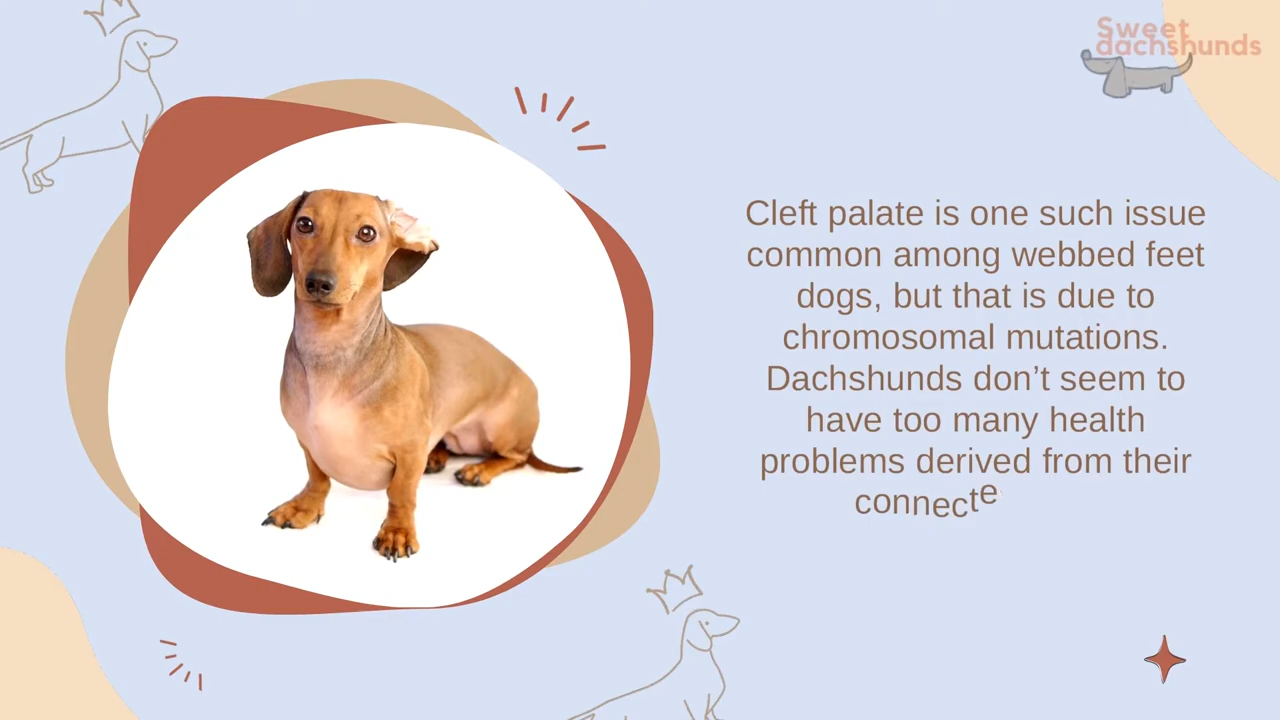 Sweet
dachshunds
Cleft palate is one such issue
common among webbed feet
dogs, but that is due to
chromosomal mutations.
Dachshunds don’t seem to
have too many health
problems derived from their
connecte